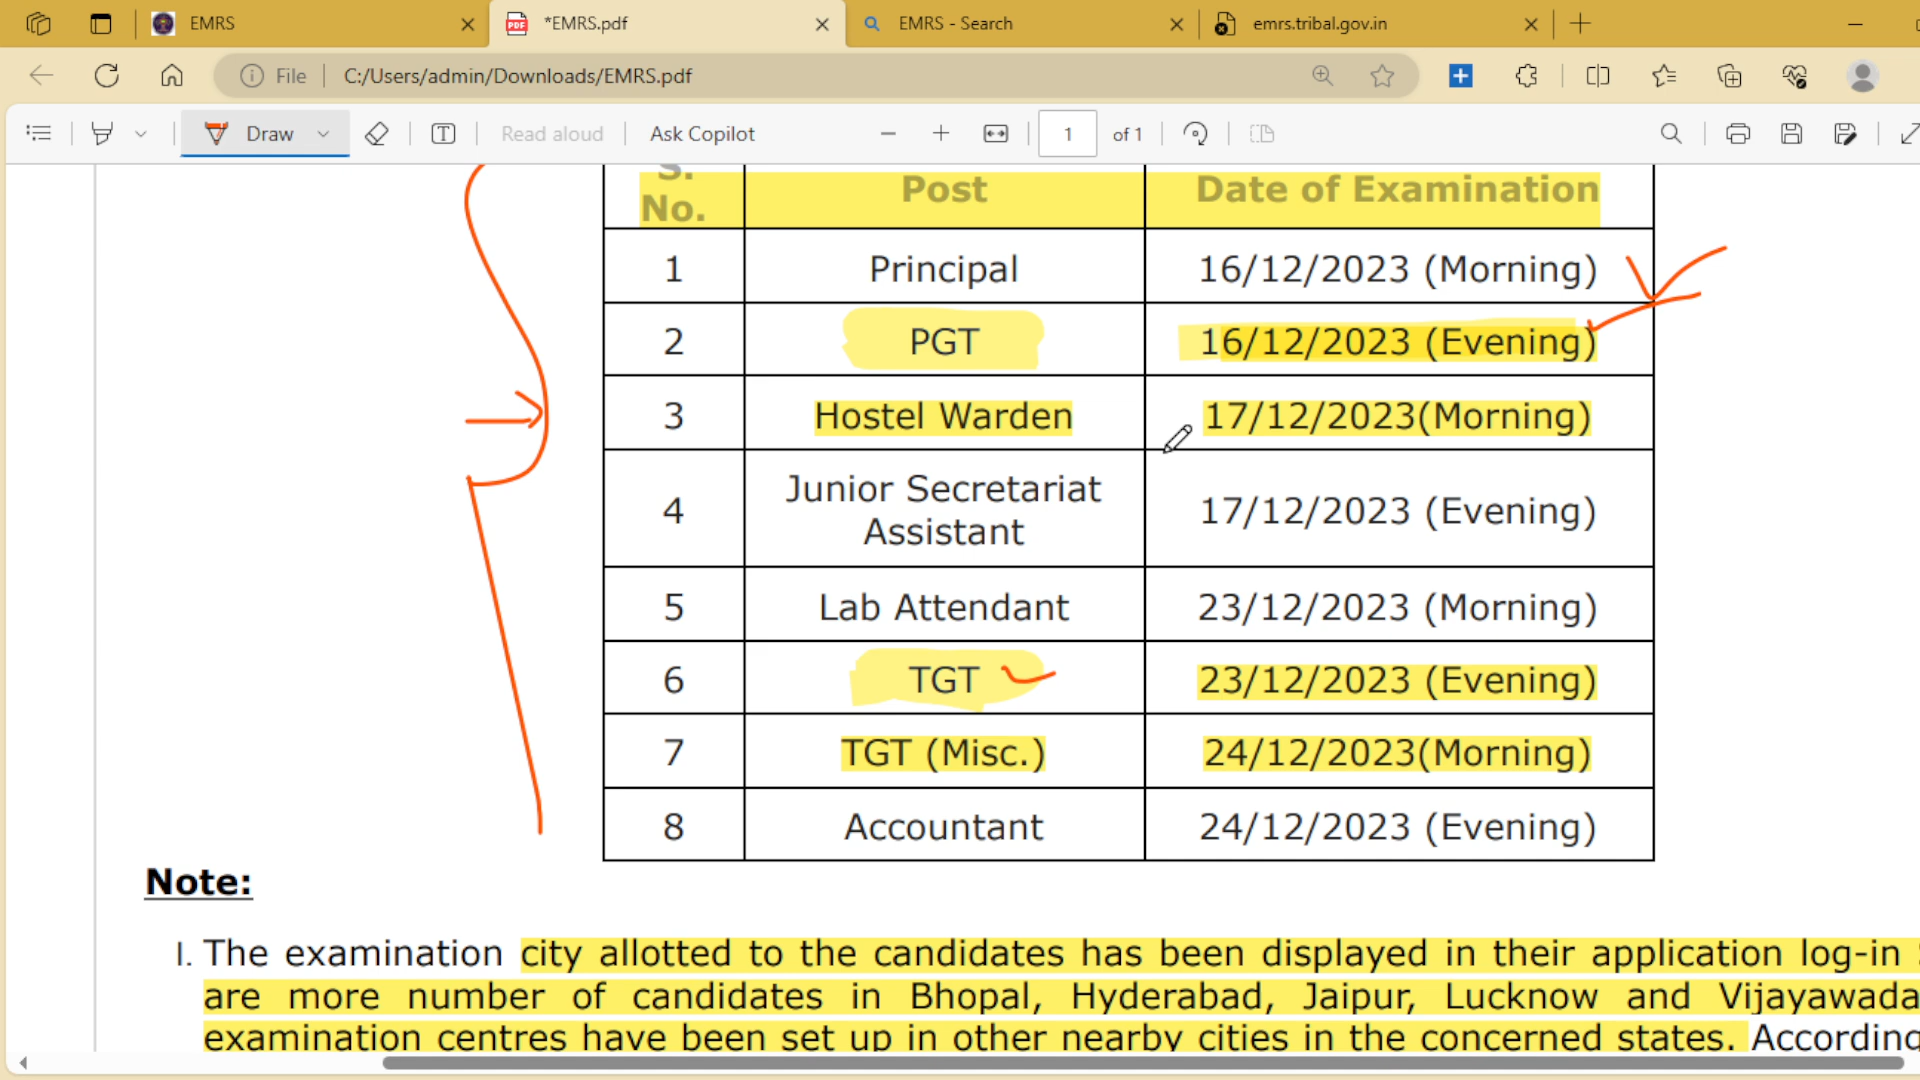 EMRS
*EMRS.pdf
EMRS - Search
emrs.tribal.gov.in
File
C:/Users/admin/Downloads/EMRS.pdf
Draw
Read aloud
Ask Copilot
1
of 1
S. No.
Post
Date of Examination
1
Principal
16/12/2023 (Morning)
2
PGT
16/12/2023 (Evening)
3
Hostel Warden
17/12/2023(Morning)
4
Junior Secretariat
Assistant
17/12/2023 (Evening)
5
Lab Attendant
23/12/2023 (Morning)
6
TGT
23/12/2023 (Evening)
7
TGT (Misc.)
24/12/2023(Morning)
8
Accountant
24/12/2023 (Evening)
Note:
I. The examination city allotted to the candidates has been displayed in their application log-in
are more number of candidates in Bhopal, Hyderabad, Jaipur, Lucknow and Vijayawada
examination centres have been set up in other nearby cities in the concerned states. According